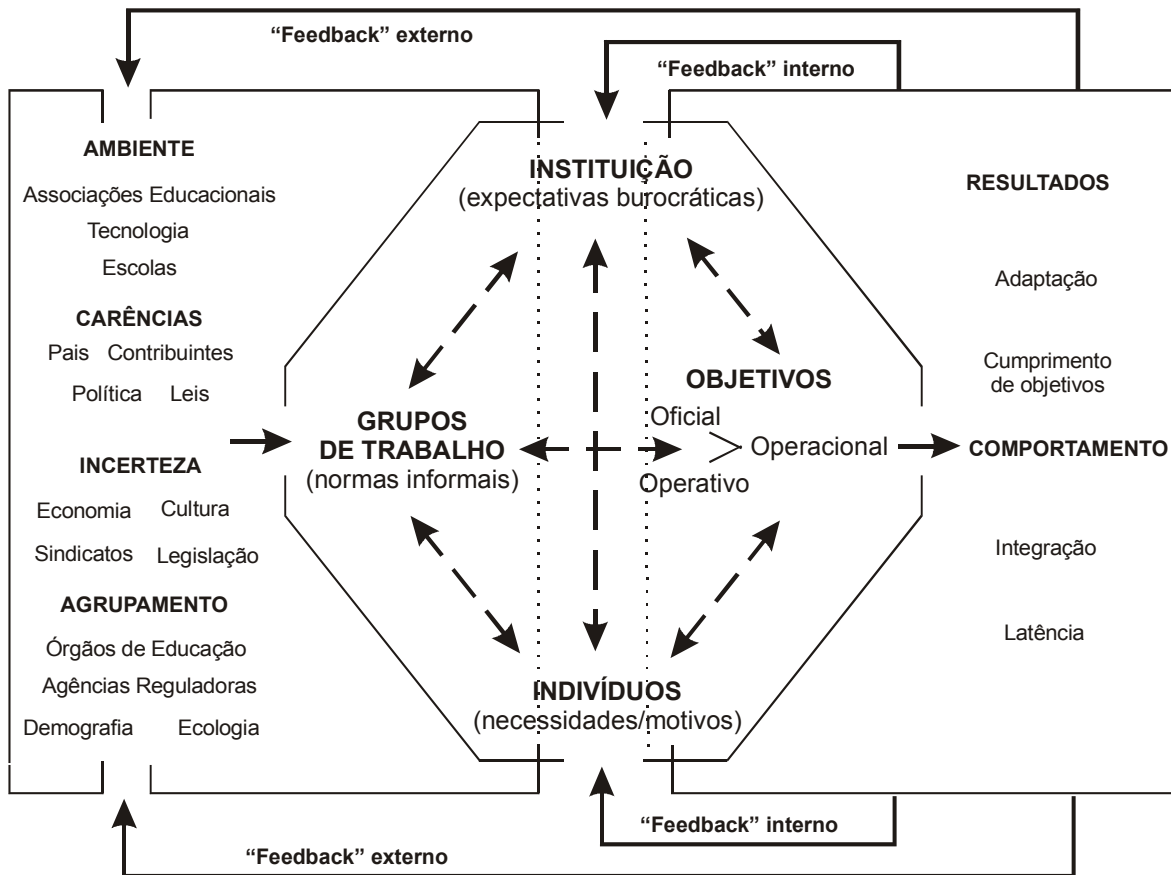 “Feedback” externo
“Feedback” interno
AMBIENTE
Associações Educacionais
Tecnologia
Escolas
CARÊNCIAS
Pais Contribuintes
Política Leis
INCERTEZA
Economia Cultura
Sindicatos Legislação
AGRUPAMENTO
Órgãos de Educação
Agências Reguladoras
Demografia Ecologia
INSTITUIÇÃO
(expectativas burocráticas)
GRUPOS
DE TRABALHO
(normas informais)
OBJETIVOS
Oficial
Operacional
Operativo
INDIVÍDUOS
(necessidades/motivos)
RESULTADOS
Adaptação
Cumprimento
de objetivos
COMPORTAMENTO
Integração
Latência
“Feedback” interno
“Feedback” externo